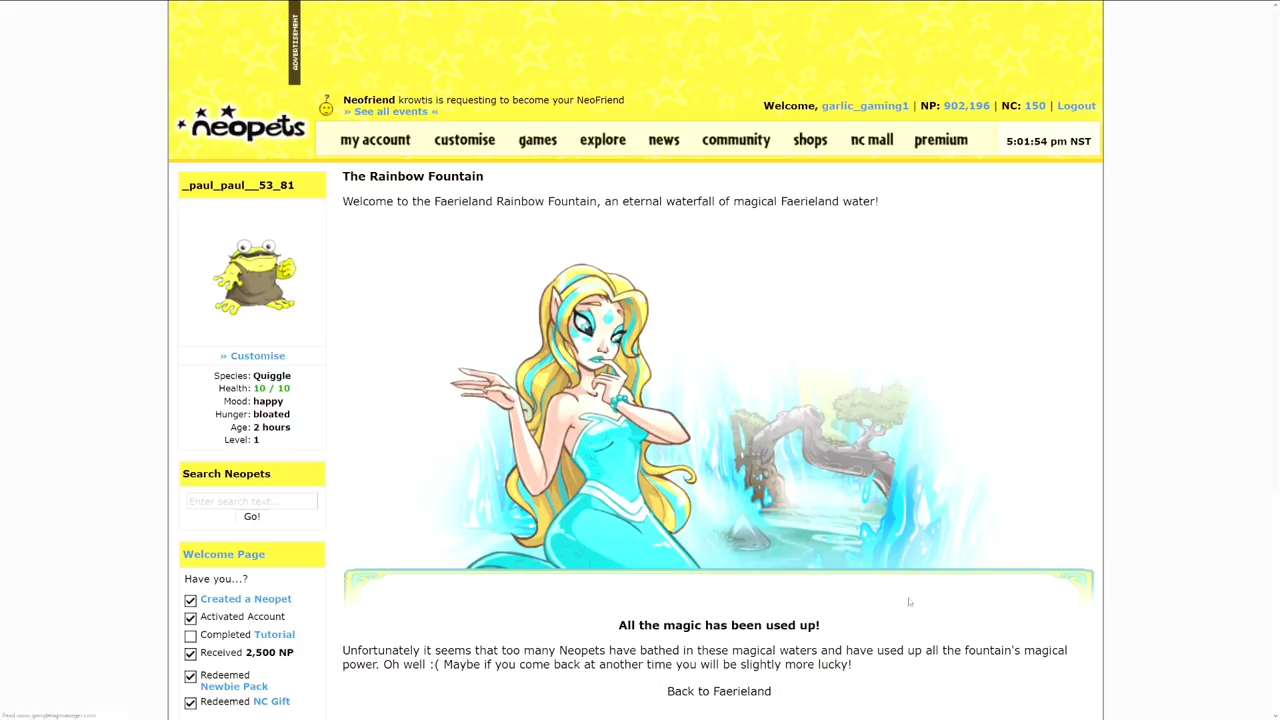 ADVERTISEMENT
Neofriend krowtis is requesting to become your NeoFriend
» See all events «
Welcome, garlic_gaming1 | NP: 902,196 | NC: 150 | Logout
neopets
my account customise games explore news community shops nc mall premium 5:01:54 pm NST
_paul_paul__53_81
» Customise
Species: Quiggle
Health: 10 / 10
Mood: happy
Hunger: bloated
Age: 2 hours
Level: 1
Search Neopets
Enter search text...
Go!
Welcome Page
Have you...?
Created a Neopet
Activated Account
Completed Tutorial
Received 2,500 NP
Redeemed
Newbie Pack
Redeemed NC Gift
The Rainbow Fountain
Welcome to the Faerieland Rainbow Fountain, an eternal waterfall of magical Faerieland water!
All the magic has been used up!
Unfortunately it seems that too many Neopets have bathed in these magical waters and have used up all the fountain's magical
power. Oh well :( Maybe if you come back at another time you will be slightly more lucky!
Back to Faerieland